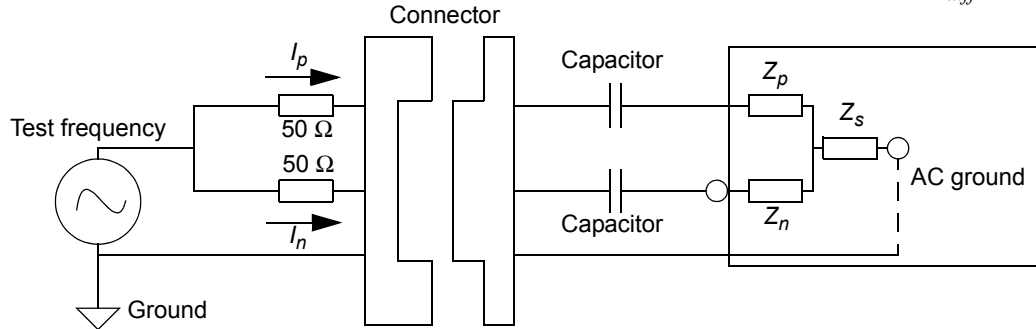 Connector
I_p
Capacitor
Z_p
Test frequency
50 Ω
Z_s
50 Ω
AC ground
I_n
Capacitor
Z_n
Ground